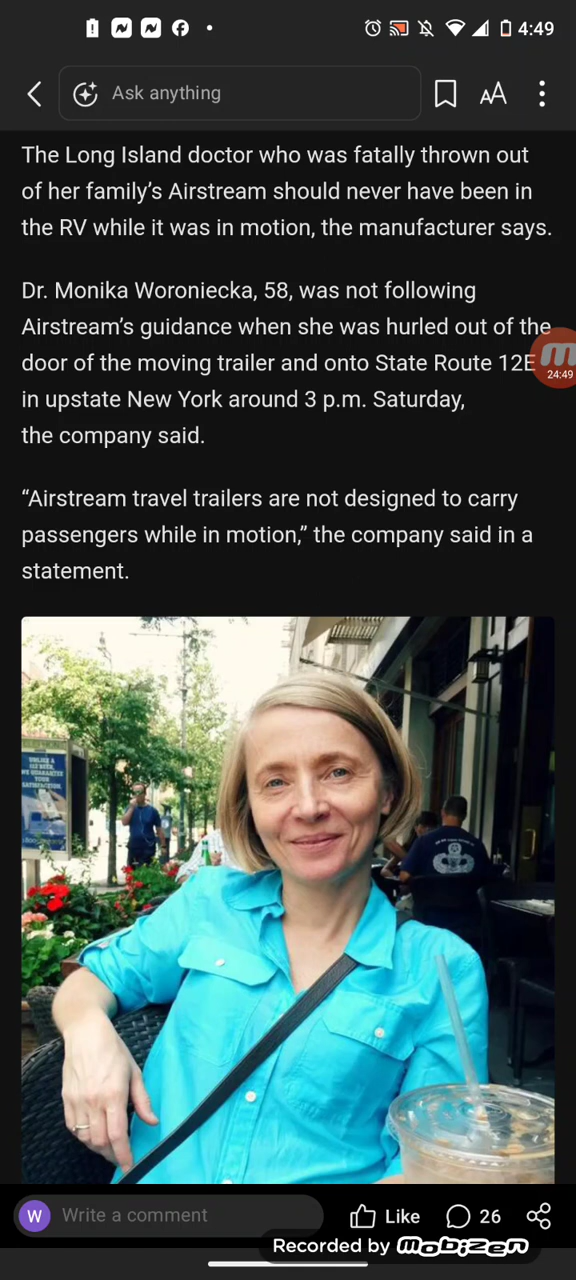 4:49
Ask anything
AA
The Long Island doctor who was fatally thrown out
of her family’s Airstream should never have been in
the RV while it was in motion, the manufacturer says.
Dr. Monika Woroniecka, 58, was not following
Airstream’s guidance when she was hurled out of the
door of the moving trailer and onto State Route 12E
in upstate New York around 3 p.m. Saturday,
the company said.
24:49
“Airstream travel trailers are not designed to carry
passengers while in motion,” the company said in a
statement.
SATISFACTION.
W
Write a comment
Like
26
Recorded by mobizen